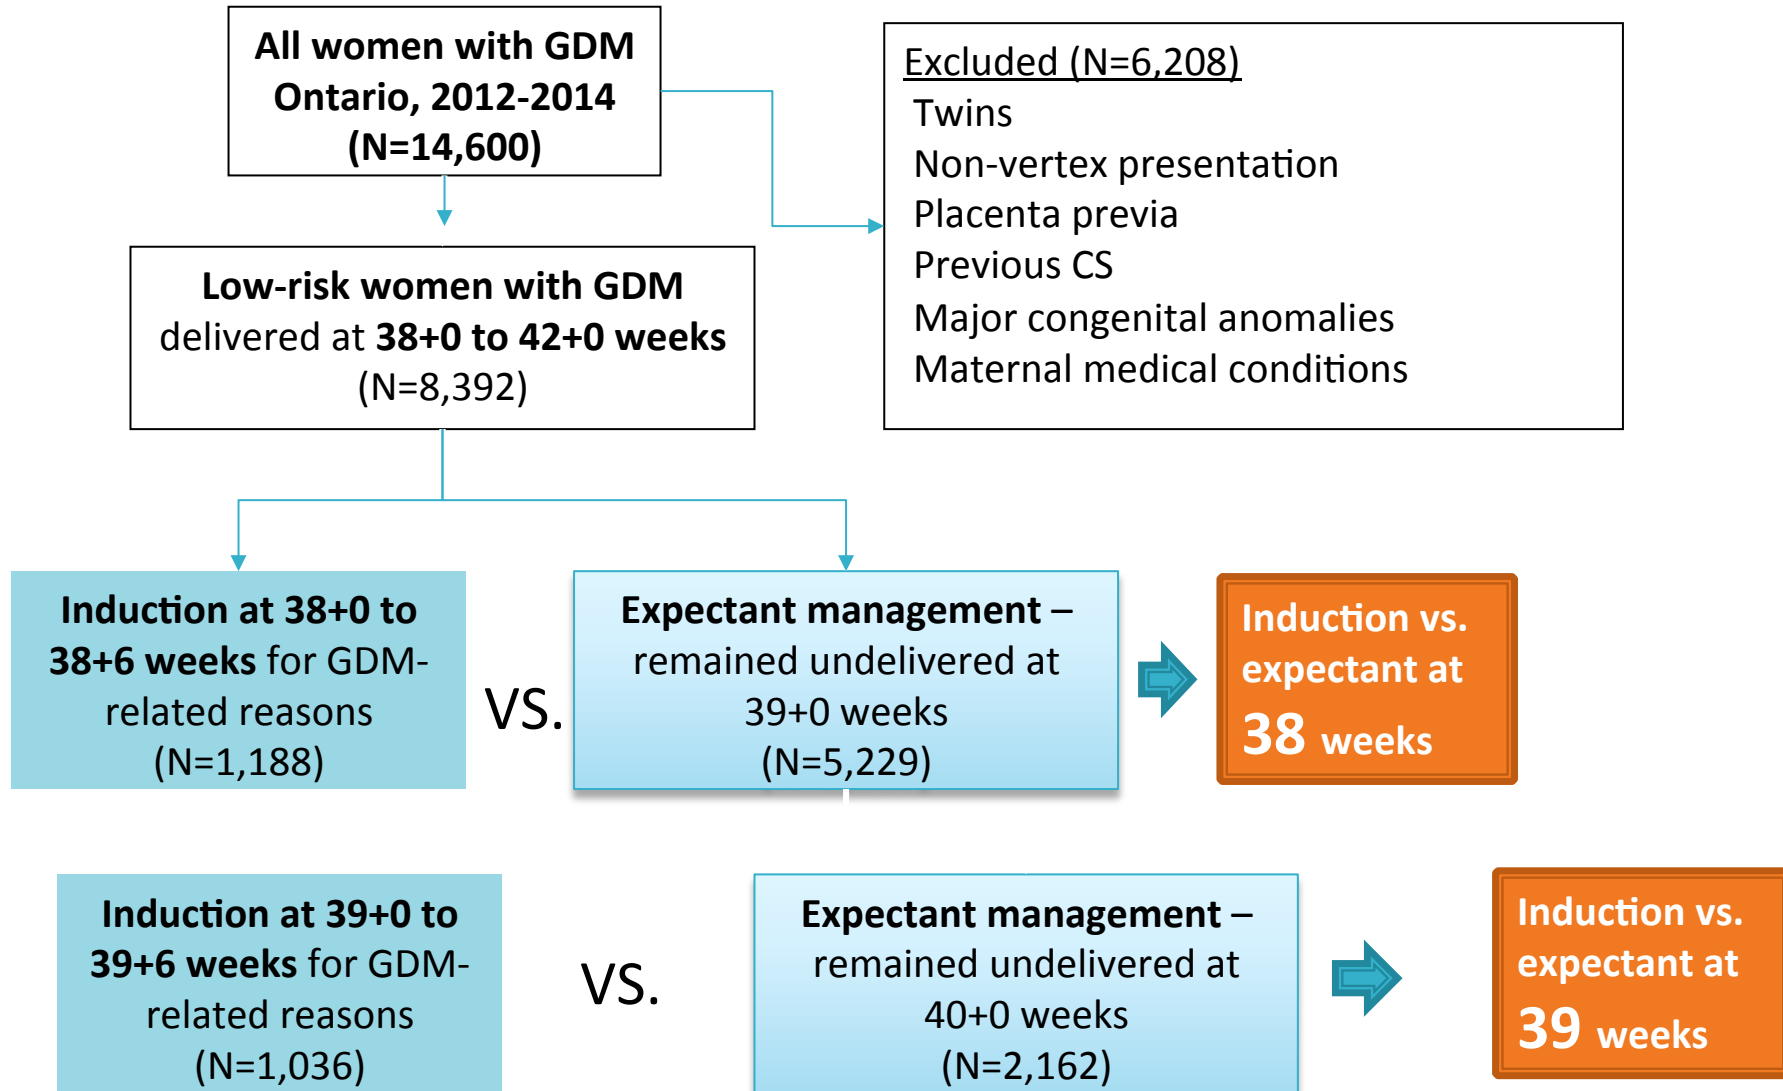 All women with GDM
Ontario, 2012-2014
(N=14,600)
Excluded (N=6,208)
Twins
Non-vertex presentation
Placenta previa
Previous CS
Major congenital anomalies
Maternal medical conditions
Low-risk women with GDM
delivered at 38+0 to 42+0 weeks
(N=8,392)
Induction at 38+0 to
38+6 weeks for GDM-
related reasons
(N=1,188)
VS.
Expectant management –
remained undelivered at
39+0 weeks
(N=5,229)
Induction vs.
expectant at
38 weeks
Induction at 39+0 to
39+6 weeks for GDM-
related reasons
(N=1,036)
VS.
Expectant management –
remained undelivered at
40+0 weeks
(N=2,162)
Induction vs.
expectant at
39 weeks